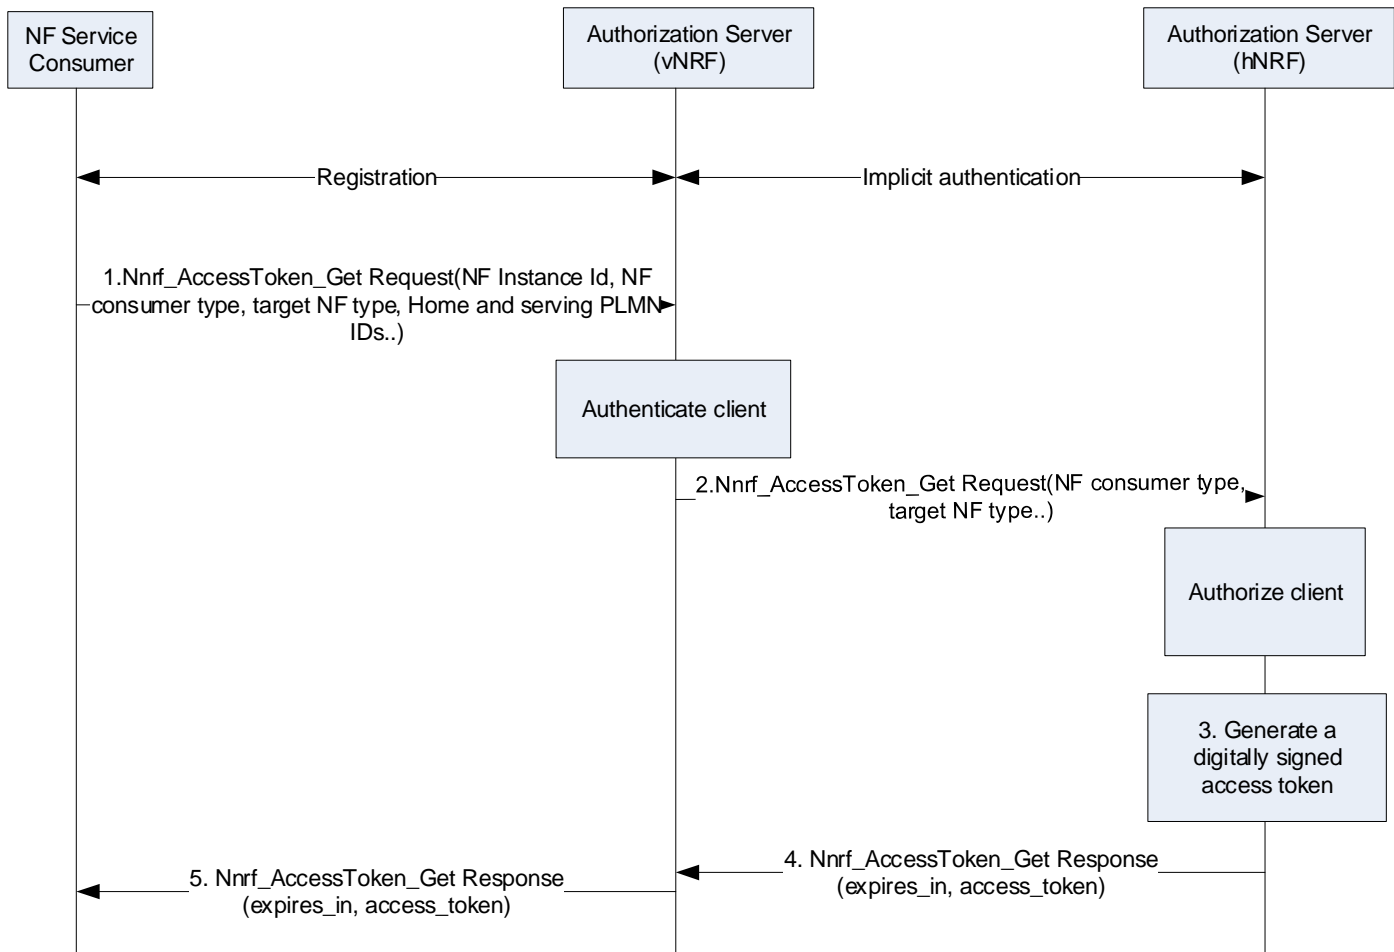 NF Service
Consumer
Authorization Server
(vNRF)
Authorization Server
(hNRF)
Registration
Implicit authentication
1.Nnrf_AccessToken_Get Request(NF Instance Id, NF
consumer type, target NF type, Home and serving PLMN
IDs..)
Authenticate client
2.Nnrf_AccessToken_Get Request(NF consumer type,
target NF type..)
Authorize client
3. Generate a
digitally signed
access token
4. Nnrf_AccessToken_Get Response
(expires_in, access_token)
5. Nnrf_AccessToken_Get Response
(expires_in, access_token)